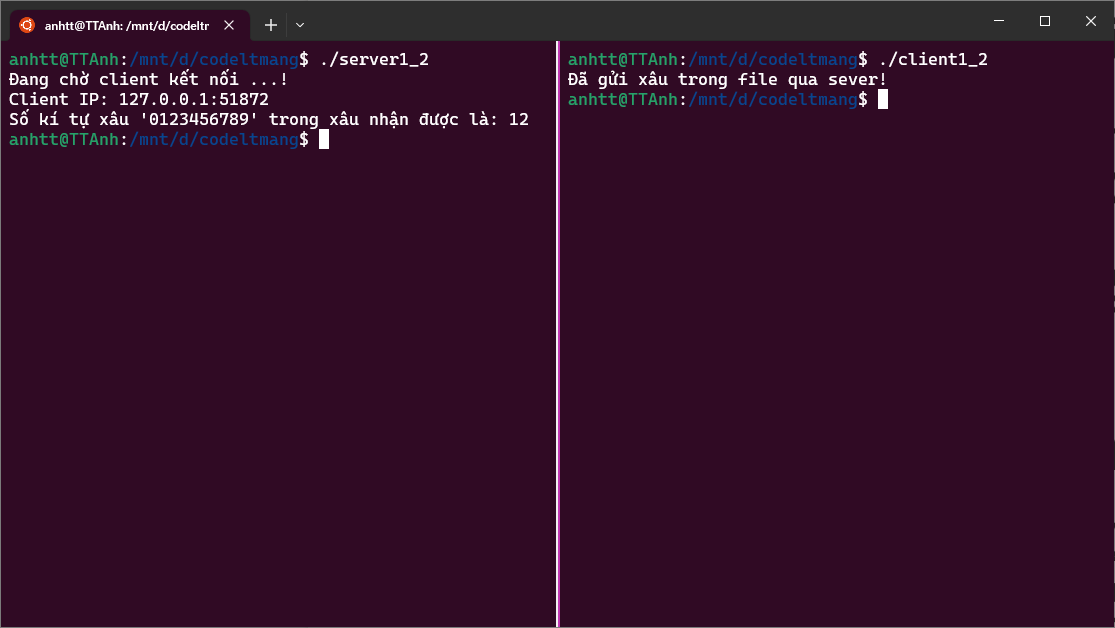 anhtt@TTAnh: /mnt/d/codeltr
anhtt@TTAnh:/mnt/d/codeltmang$ ./server1_2
Đang chờ client kết nối ...!
Client IP: 127.0.0.1:51872
Số kí tự xâu '0123456789' trong xâu nhận được là: 12
anhtt@TTAnh:/mnt/d/codeltmang$
anhtt@TTAnh:/mnt/d/codeltmang$ ./client1_2
Đã gửi xâu trong file qua sever!
anhtt@TTAnh:/mnt/d/codeltmang$